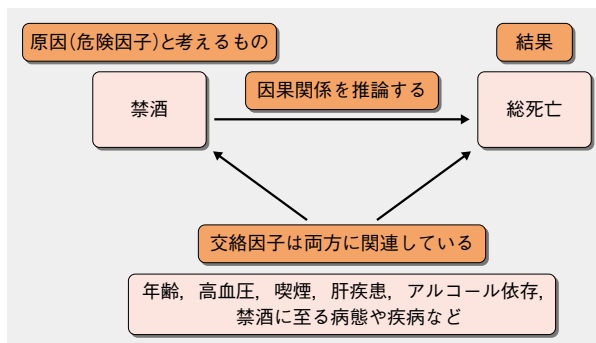 原因(危険因子)と考えるもの
結果
因果関係を推論する
禁酒
総死亡
交絡因子は両方に関連している
年齢，高血圧，喫煙，肝疾患，アルコール依存，
禁酒に至る病態や疾病など